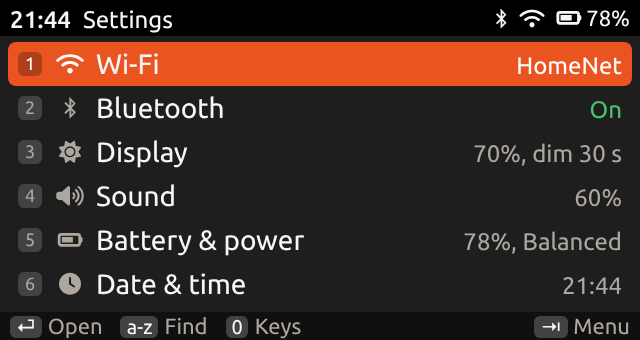 21:44 Settings 78%
1 Wi-Fi HomeNet
2 Bluetooth On
3 Display 70%, dim 30 s
4 Sound 60%
5 Battery & power 78%, Balanced
6 Date & time 21:44
Open a-z Find 0 Keys Menu